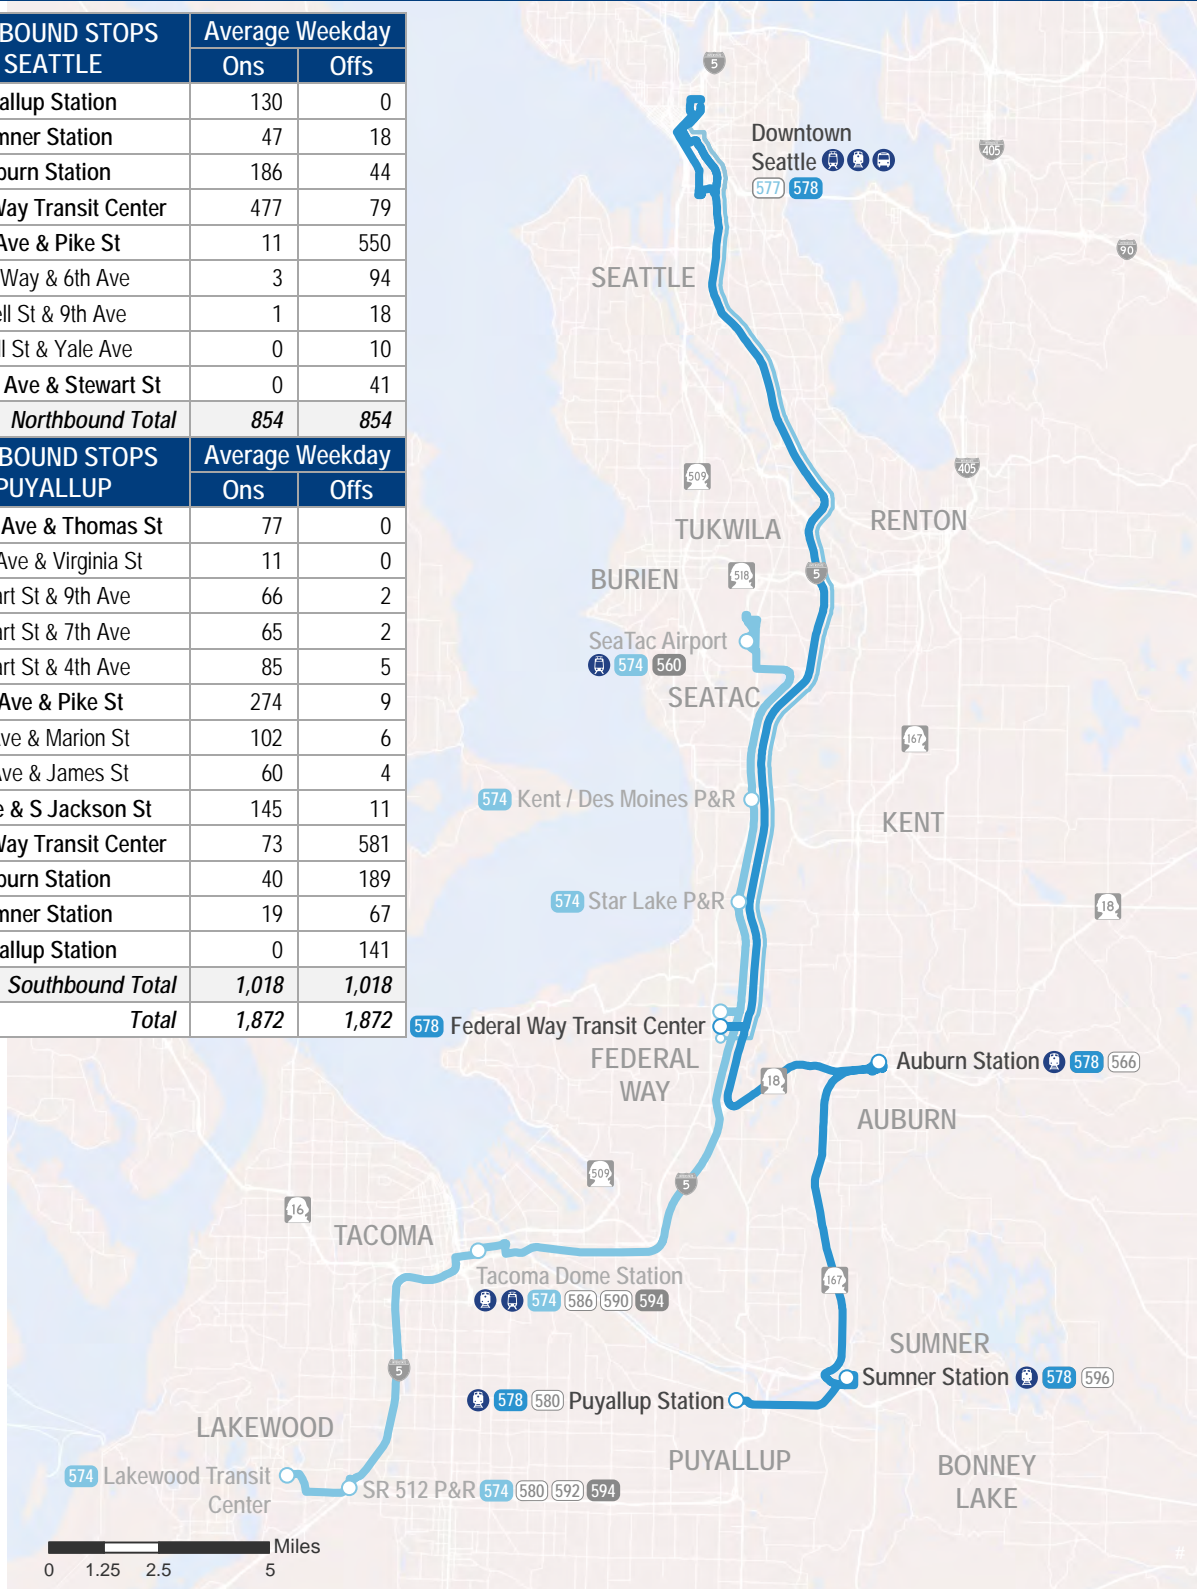 BOUND STOPS
SEATTLE
Average Weekday
Ons Offs
allup Station 130 0
mner Station 47 18
burn Station 186 44
Way Transit Center 477 79
Ave & Pike St 11 550
Way & 6th Ave 3 94
ell St & 9th Ave 1 18
ll St & Yale Ave 0 10
Ave & Stewart St 0 41
Northbound Total 854 854
BOUND STOPS
PUYALLUP
Average Weekday
Ons Offs
Ave & Thomas St 77 0
Ave & Virginia St 11 0
art St & 9th Ave 66 2
art St & 7th Ave 65 2
art St & 4th Ave 85 5
Ave & Pike St 274 9
ve & Marion St 102 6
Ave & James St 60 4
e & S Jackson St 145 11
Way Transit Center 73 581
burn Station 40 189
mner Station 19 67
allup Station 0 141
Southbound Total 1,018 1,018
Total 1,872 1,872
5
Downtown
Seattle
577 578
405
90
SEATTLE
405
509
TUKWILA
RENTON
BURIEN
518
5
SeaTac Airport
574 560
SEATAC
167
574 Kent / Des Moines P&R
KENT
574 Star Lake P&R
18
578 Federal Way Transit Center
FEDERAL
WAY
18
Auburn Station 578 566
AUBURN
509
5
16
TACOMA
Tacoma Dome Station
574 586 590 594
167
SUMNER
5
Sumner Station 578 596
578 580 Puyallup Station
LAKEWOOD
PUYALLUP
BONNEY
LAKE
574 Lakewood Transit
Center
SR 512 P&R 574 580 592 594
Miles
0 1.25 2.5 5
#